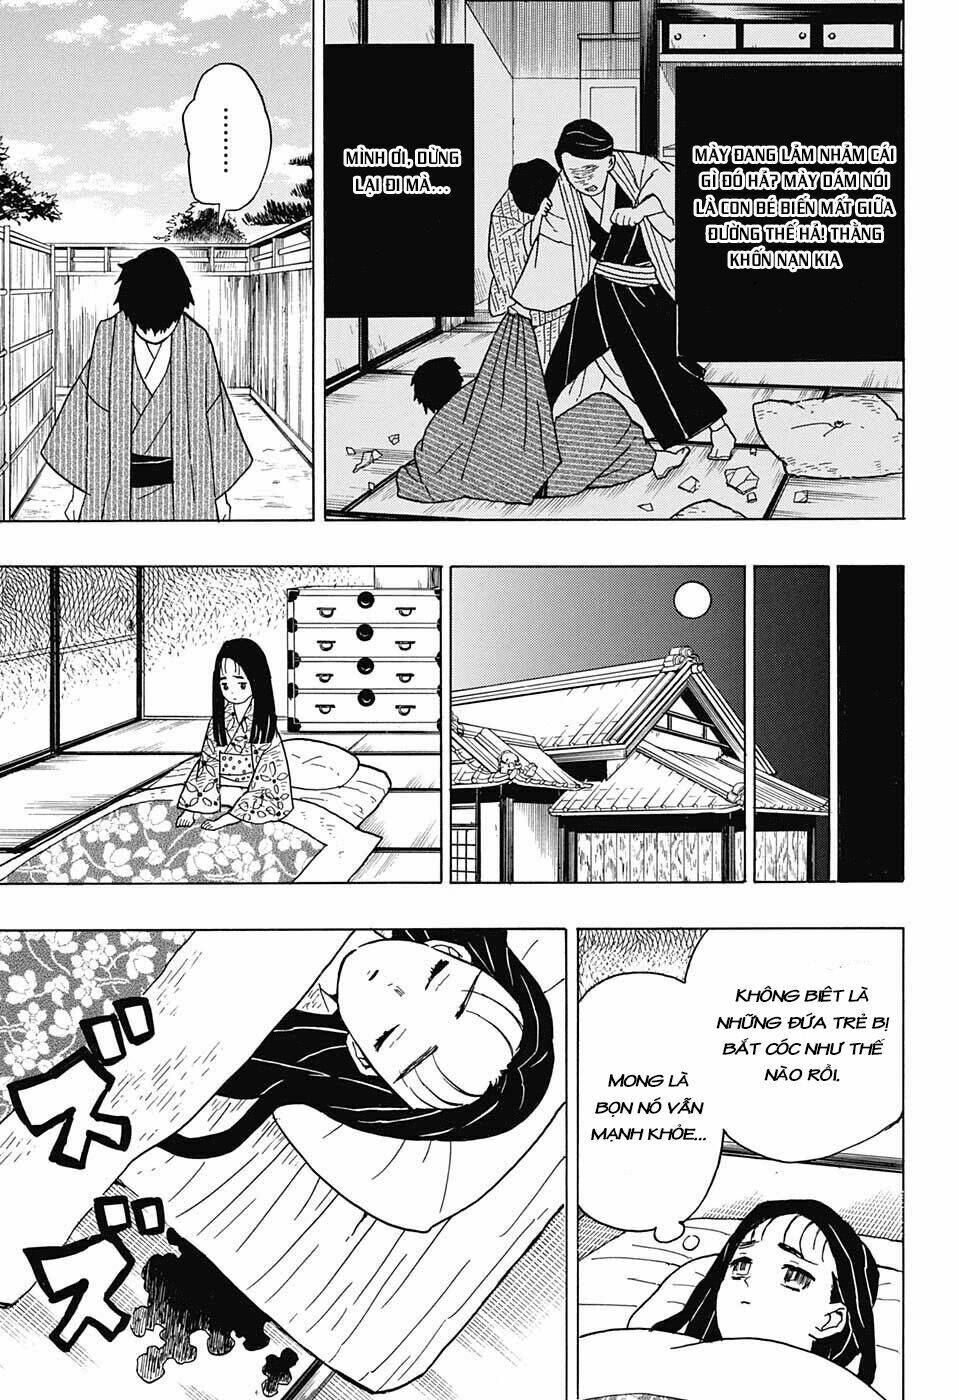 MÀY ĐANG LẢM NHẢM CÁI
GÌ ĐÓ HẢ? MÀY DÁM NÓI
LÀ CON BÉ BIẾN MẤT GIỮA
ĐƯỜNG THẾ HẢ! THẰNG
KHỐN NẠN KIA
MÌNH ƠI, DỪNG
LẠI ĐI MÀ...
.........
KHÔNG BIẾT LÀ
NHỮNG ĐỨA TRẺ BỊ
BẮT CÓC NHƯ THẾ
NÀO RỒI.
MONG LÀ
BỌN NÓ VẪN
MẠNH KHỎE...
ズズ